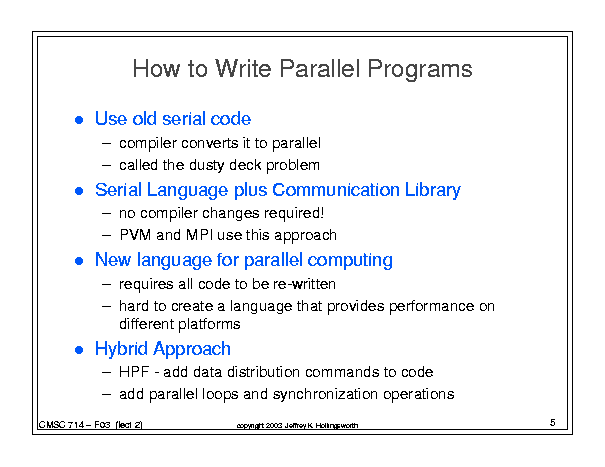 How to Write Parallel Programs
● Use old serial code
– compiler converts it to parallel
– called the dusty deck problem
● Serial Language plus Communication Library
– no compiler changes required!
– PVM and MPI use this approach
● New language for parallel computing
– requires all code to be re-written
– hard to create a language that provides performance on
different platforms
● Hybrid Approach
– HPF - add data distribution commands to code
– add parallel loops and synchronization operations
CMSC 714 – F03 (lect 2)
copyright 2003 Jeffrey K. Hollingsworth
5